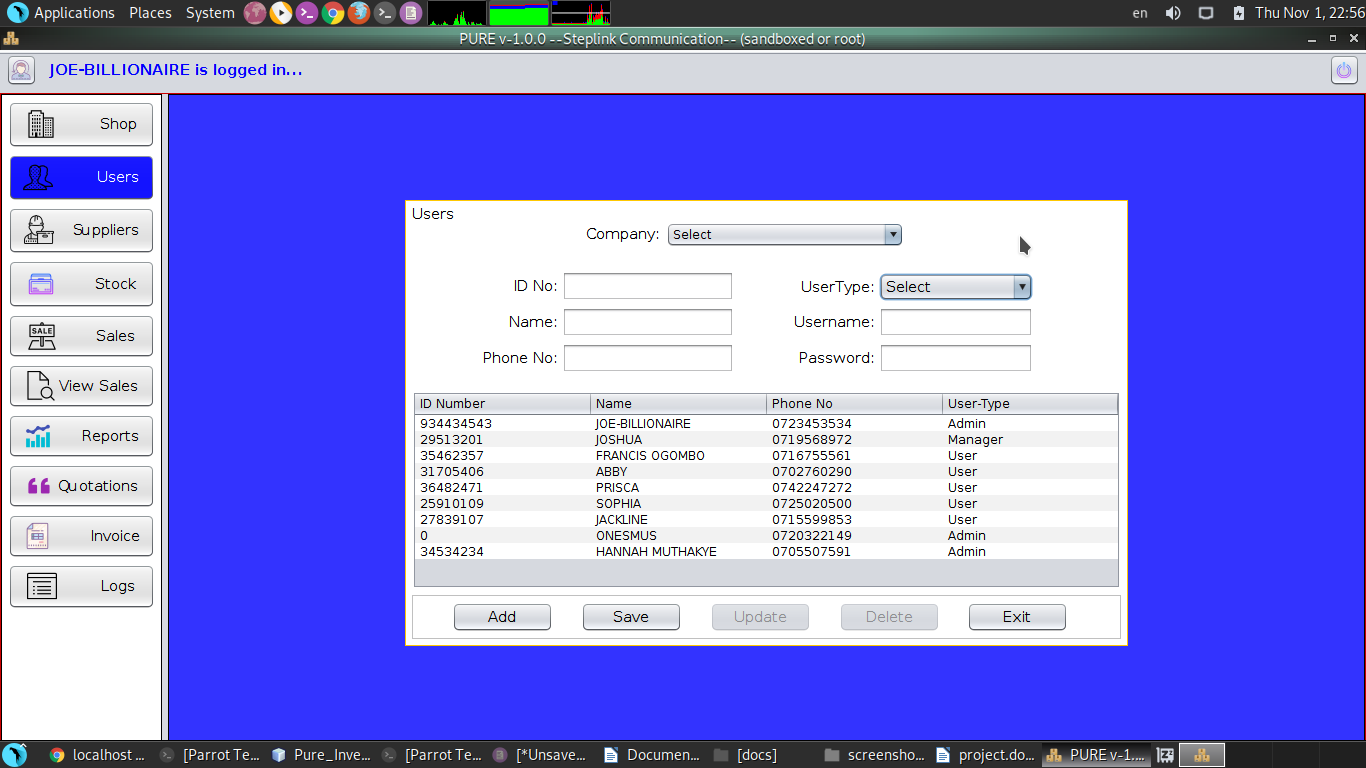 Applications Places System en Thu Nov 1, 22:56
PURE v-1.0.0 --Steplink Communication-- (sandboxed or root)
JOE-BILLIONAIRE is logged in...
Shop
Users
Suppliers
Stock
SALE
Sales
View Sales
Reports
Quotations
Invoice
Logs
Users
Company: Select
ID No: UserType: Select
Name: Username:
Phone No: Password:
ID Number Name Phone No User-Type
934434543 JOE-BILLIONAIRE 0723453534 Admin
29513201 JOSHUA 0719568972 Manager
35462357 FRANCIS OGOMBO 0716755561 User
31705406 ABBY 0702760290 User
36482471 PRISCA 0742247272 User
25910109 SOPHIA 0725020500 User
27839107 JACKLINE 0715599853 User
0 ONESMUS 0720322149 Admin
34534234 HANNAH MUTHAKYE 0705507591 Admin
Add Save Update Delete Exit
localhost ... [Parrot Te... Pure_Inve... [Parrot Te... [*Unsave... Documen... [docs] screensho... project.do... PURE v-1....